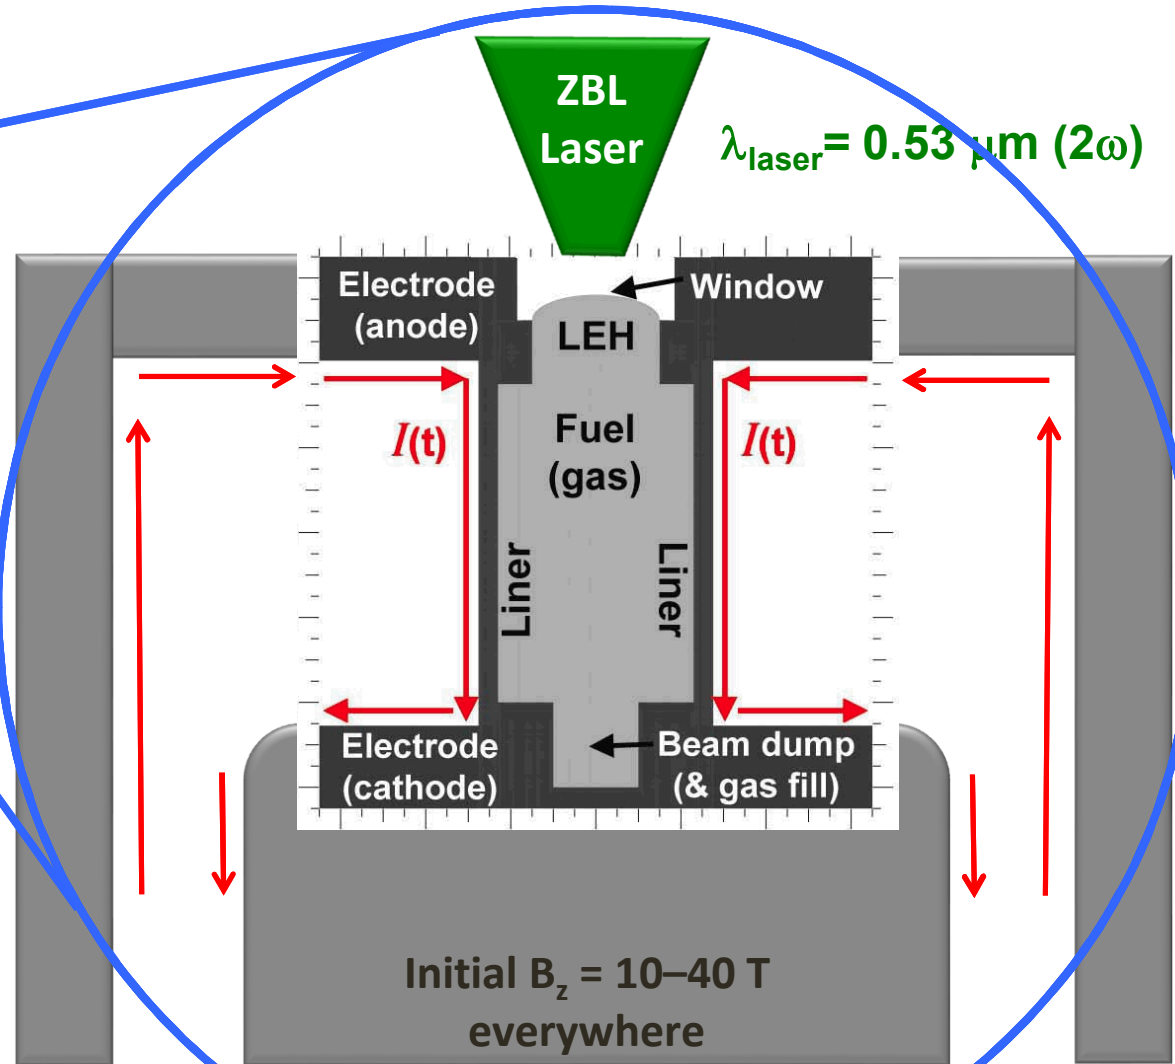 ZBL
Laser
λlaser= 0.53 μm (2ω)
Electrode
(anode)
Window
LEH
I(t)
Fuel
(gas)
I(t)
Liner
Liner
Electrode
(cathode)
Beam dump
(& gas fill)
Initial Bz = 10–40 T
everywhere